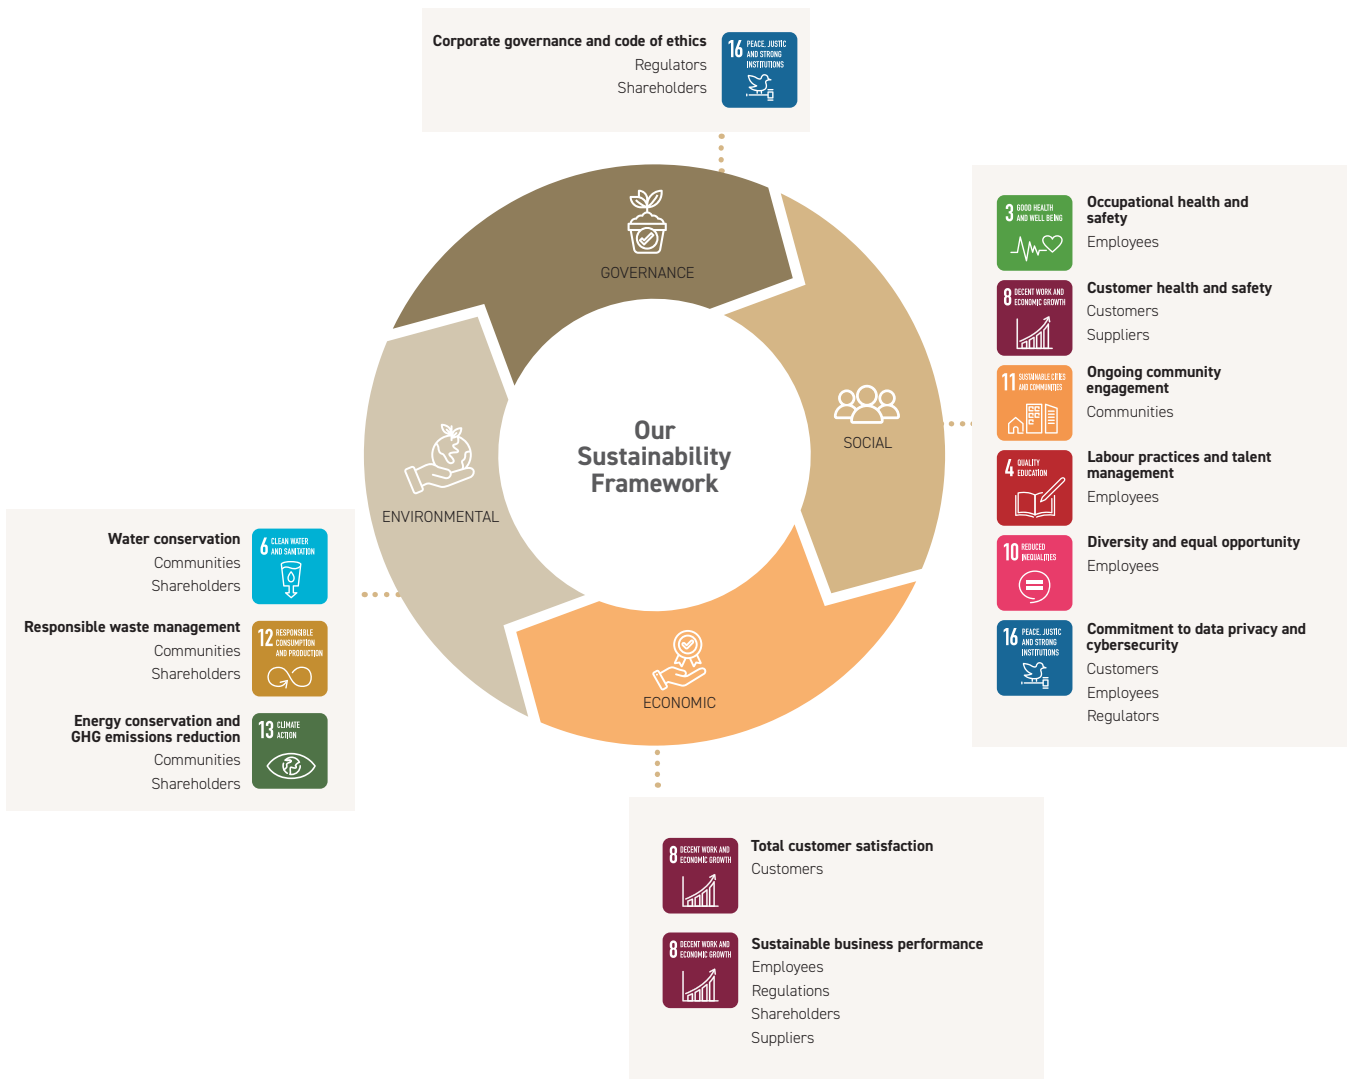 Corporate governance and code of ethics
Regulators
Shareholders
16 PEACE, JUSTIC
AND STRONG
INSTITUTIONS
GOVERNANCE
SOCIAL
ENVIRONMENTAL
ECONOMIC
Our
Sustainability
Framework
3 GOOD HEALTH
AND WELL BEING
Occupational health and
safety
Employees
8 DECENT WORK AND
ECONOMIC GROWTH
Customer health and safety
Customers
Suppliers
11 SUSTAINABLE CITIES
AND COMMUNITIES
Ongoing community
engagement
Communities
4 QUALITY
EDUCATION
Labour practices and talent
management
Employees
10 REDUCED
INEQUALITIES
Diversity and equal opportunity
Employees
16 PEACE, JUSTIC
AND STRONG
INSTITUTIONS
Commitment to data privacy and
cybersecurity
Customers
Employees
Regulators
Water conservation
Communities
Shareholders
6 CLEAN WATER
AND SANITATION
Responsible waste management
Communities
Shareholders
12 RESPONSIBLE
CONSUMPTION
AND PRODUCTION
Energy conservation and
GHG emissions reduction
Communities
Shareholders
13 CLIMATE
ACTION
8 DECENT WORK AND
ECONOMIC GROWTH
Total customer satisfaction
Customers
8 DECENT WORK AND
ECONOMIC GROWTH
Sustainable business performance
Employees
Regulations
Shareholders
Suppliers